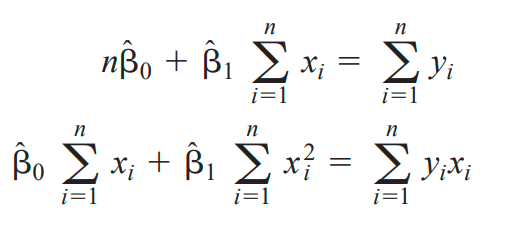 nβ̂₀ + β̂₁ ∑ᵢ₌₁ⁿ xᵢ = ∑ᵢ₌₁ⁿ yᵢ
β̂₀ ∑ᵢ₌₁ⁿ xᵢ + β̂₁ ∑ᵢ₌₁ⁿ xᵢ² = ∑ᵢ₌₁ⁿ yᵢxᵢ